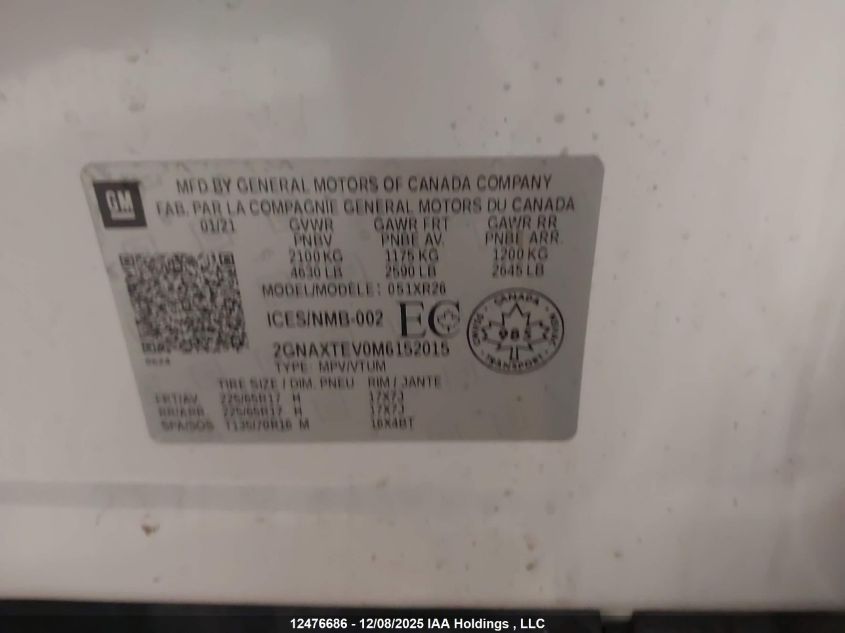 GM
MFD BY GENERAL MOTORS OF CANADA COMPANY
FAB. PAR LA COMPAGNIE GENERAL MOTORS DU CANADA
01/21 GVWR GAWR FRT GAWR RR
PNBV PNBE AV. PNBE ARR.
2100 KG 1175 KG 1200 KG
4630 LB 2590 LB 2645 LB
MODEL/MODÈLE: 051XR26
ICES/NMB-002 EC
CANADA
985
TRANSPORT
2GNAXTEV0M6152015
TYPE MPV/VTUM
TIRE SIZE / DIM. PNEU RIM / JANTE
FRT/AV. 225/65R17 H 17X7J
RR/ARR. 225/65R17 H 17X7J
SPA/SOS T135/70R16 M 16X4BT
12476686 - 12/08/2025 IAA Holdings , LLC